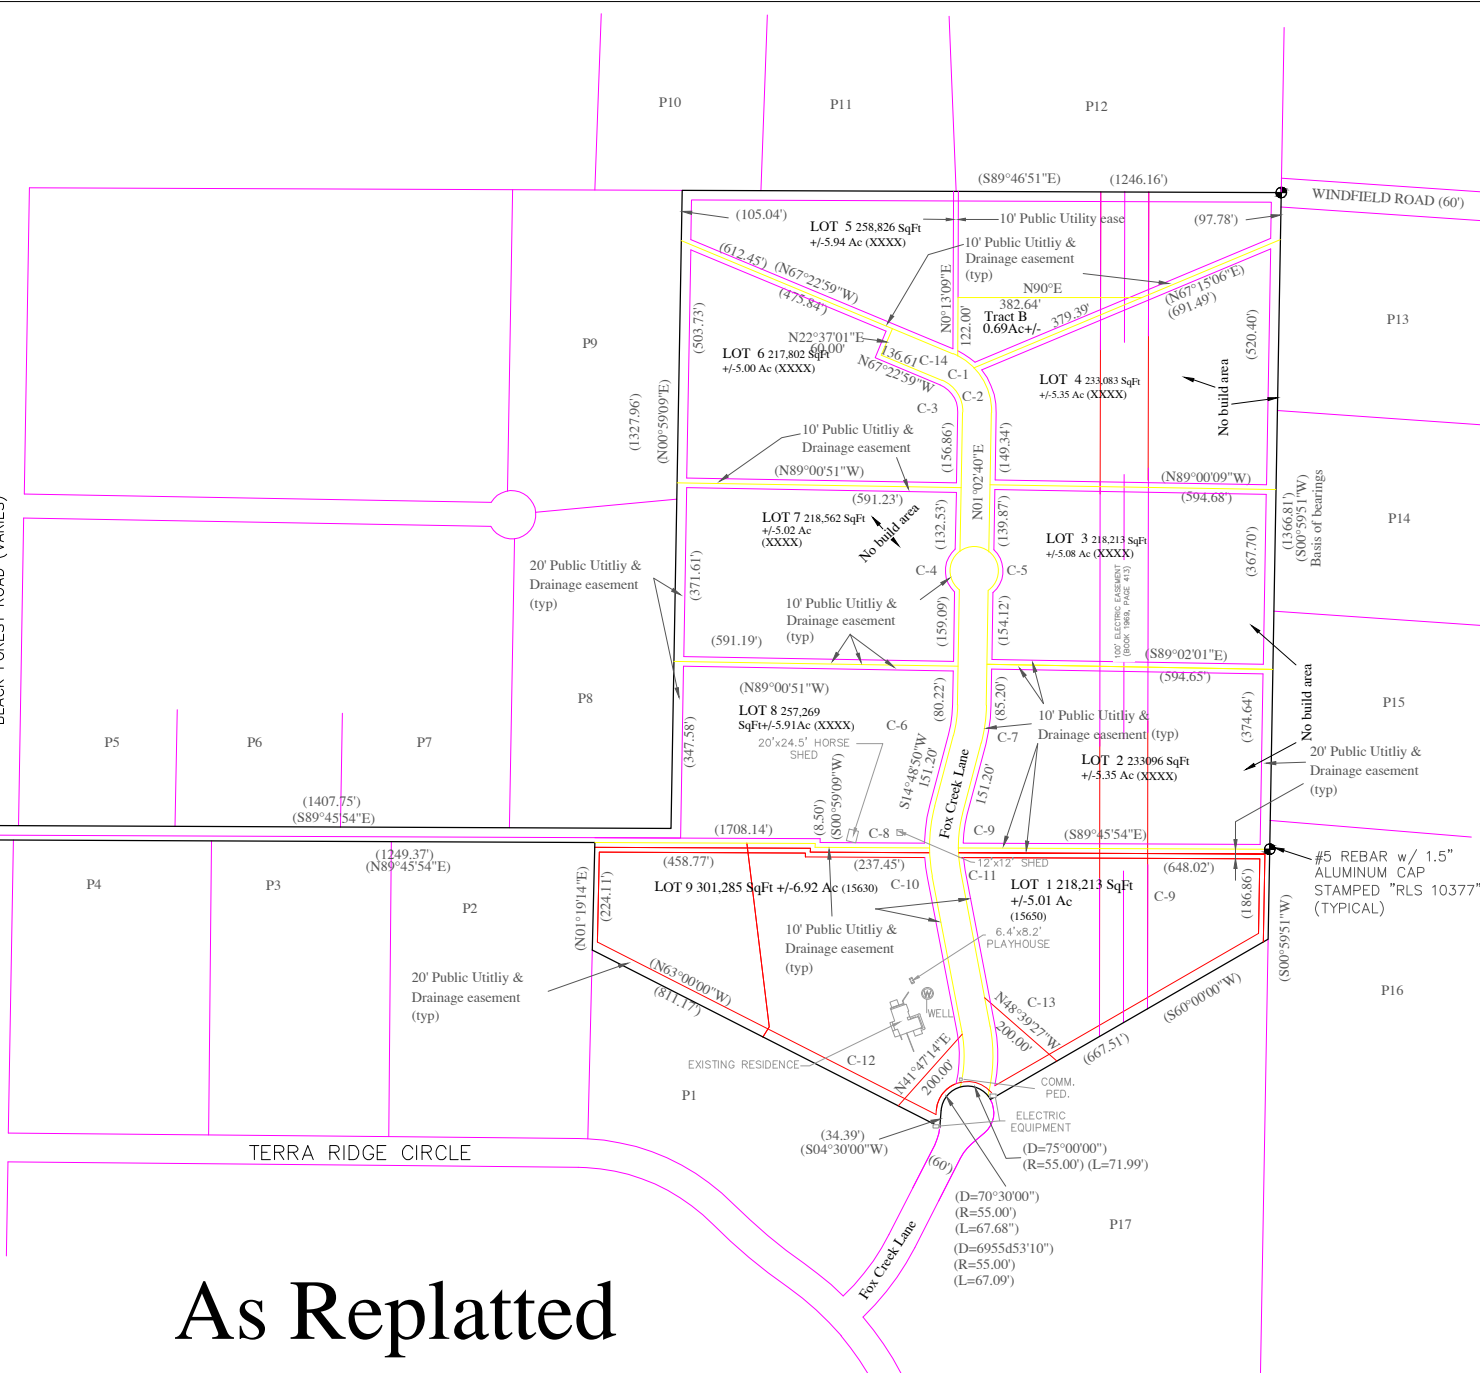 P10
P11
P12
(S89°46'51"E)
(1246.16')
WINDFIELD ROAD (60')
(105.04')
LOT 5 258,826 SqFt
+/-5.94 Ac (XXXX)
10' Public Utility ease
(97.78')
10' Public Utitliy &
Drainage easement
(typ)
(612.45')
(N67°22'59"W)
(475.84')
N0°13'09"E
N90°E
382.64'
122.00'
Tract B
0.69Ac+/-
379.39'
(N67°15'06"E)
(691.49')
P13
P9
(503.73')
N22°37'01"E
60.00'
LOT 6 217,802 SqFt
+/-5.00 Ac (XXXX)
136.61
C-14
N67°22'59"W
C-1
C-2
C-3
LOT 4 233,083 SqFt
+/-5.35 Ac (XXXX)
(520.40')
No build area
(1327.96')
(N00°59'09"E)
10' Public Utitliy &
Drainage easement
(156.86')
(149.34')
(N89°00'51"W)
(591.23')
N01°02'40"E
(N89°00'09"W)
(594.68')
(1366.81')
(S00°59'51"W)
Basis of bearings
P14
BLACK FOREST ROAD (VARIES)
LOT 7 218,562 SqFt
+/-5.02 Ac
(XXXX)
No build area
(132.53')
(139.87')
LOT 3 218,213 SqFt
+/-5.08 Ac (XXXX)
(367.70')
C-4
C-5
20' Public Utitliy &
Drainage easement
(typ)
(371.61')
10' Public Utitliy &
Drainage easement
(typ)
100' ELECTRIC EASEMENT
(BOOK 1969, PAGE 413)
(159.09')
(154.12')
(591.19')
(S89°02'01"E)
(594.65')
(N89°00'51"W)
P8
P15
No build area
LOT 8 257,269
SqFt+/-5.91Ac (XXXX)
(80.22')
(85.20')
C-6
C-7
10' Public Utitliy &
Drainage easement (typ)
(374.64')
P5
P6
P7
(347.58')
20'x24.5' HORSE
SHED
S14°48'50"W
151.20'
Fox Creek Lane
151.20'
LOT 2 233096 SqFt
+/-5.35 Ac (XXXX)
20' Public Utitliy &
Drainage easement
(typ)
(1407.75')
(S89°45'54"E)
(8.50')
(S00°59'09"W)
(1708.14')
C-8
C-9
(S89°45'54"E)
(1249.37')
(N89°45'54"E)
(458.77')
(237.45')
12'x12' SHED
(648.02')
#5 REBAR w/ 1.5"
ALUMINUM CAP
STAMPED "RLS 10377"
(TYPICAL)
P4
P3
P2
(N01°19'14"E)
(224.11')
LOT 9 301,285 SqFt +/-6.92 Ac (15630)
C-10
C-11
LOT 1 218,213 SqFt
+/-5.01 Ac
(15650)
C-9
(186.86')
(S00°59'51"W)
10' Public Utitliy &
Drainage easement
(typ)
6.4'x8.2'
PLAYHOUSE
20' Public Utitliy &
Drainage easement
(typ)
(N63°00'00"W)
(811.17')
W
WELL
N48°39'27"W
200.00'
C-13
(S60°00'00"W)
(667.51')
P16
EXISTING RESIDENCE
C-12
N41°47'14"E
200.00'
P1
COMM.
PED.
ELECTRIC
EQUIPMENT
(34.39')
(S04°30'00"W)
TERRA RIDGE CIRCLE
(60')
(D=75°00'00")
(R=55.00') (L=71.99')
(D=70°30'00")
(R=55.00')
(L=67.68")
(D=6955d53'10")
(R=55.00')
(L=67.09')
P17
Fox Creek Lane
As Replatted